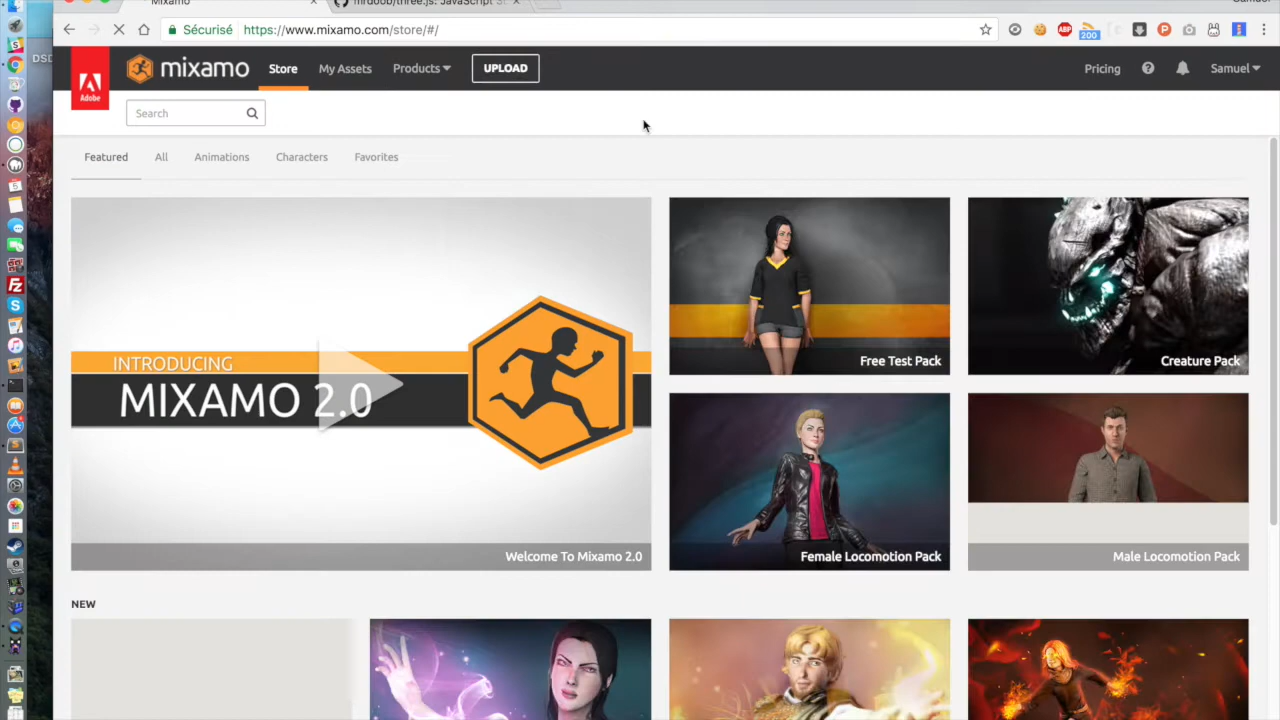 Mixamo
mrdoob/three.js: JavaScript
Sécurisé https://www.mixamo.com/store/#/
ABP
200
Adobe
mixamo
Store
My Assets
Products
UPLOAD
Pricing
Samuel
Search
Featured
All
Animations
Characters
Favorites
INTRODUCING
MIXAMO 2.0
Welcome To Mixamo 2.0
Free Test Pack
Creature Pack
Female Locomotion Pack
Male Locomotion Pack
NEW